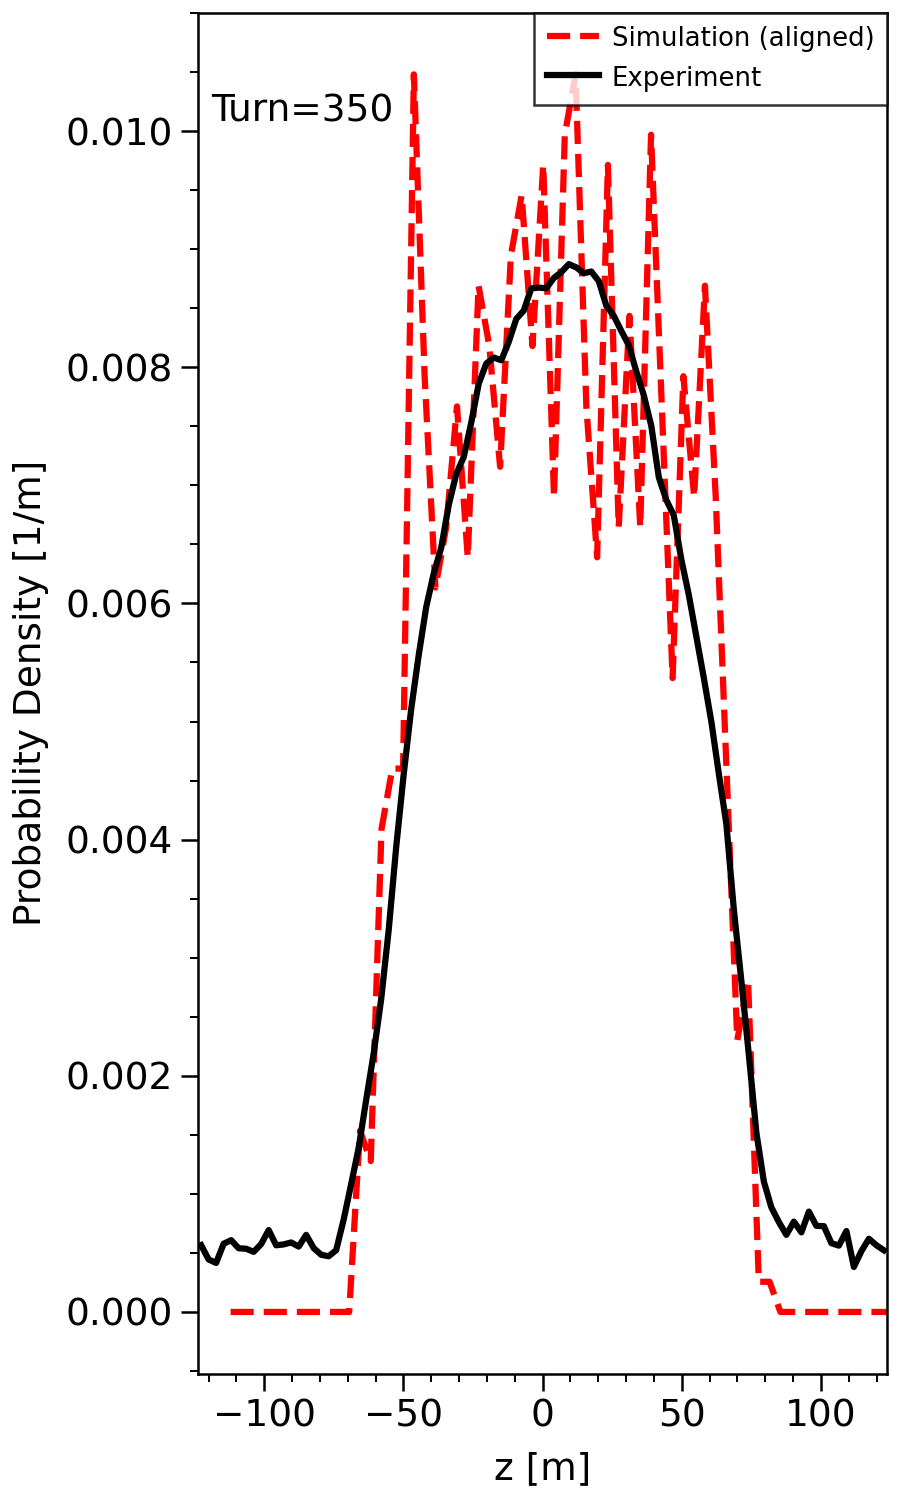 Simulation (aligned)
Experiment
Turn=350
0.010
0.008
0.006
0.004
0.002
0.000
Probability Density [1/m]
−100
−50
0
50
100
z [m]